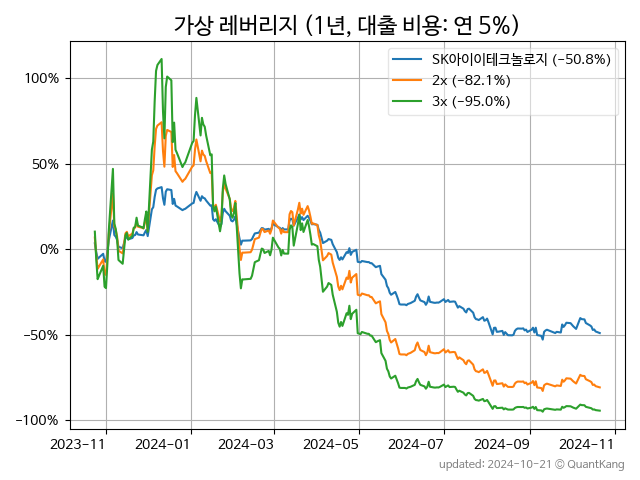 가상 레버리지 (1년, 대출 비용: 연 5%)
SK아이이테크놀로지 (−50.8%)
2x (−82.1%)
3x (−95.0%)
100%
50%
0%
−50%
−100%
2023-11 2024-01 2024-03 2024-05 2024-07 2024-09 2024-11
updated: 2024-10-21 © QuantKang